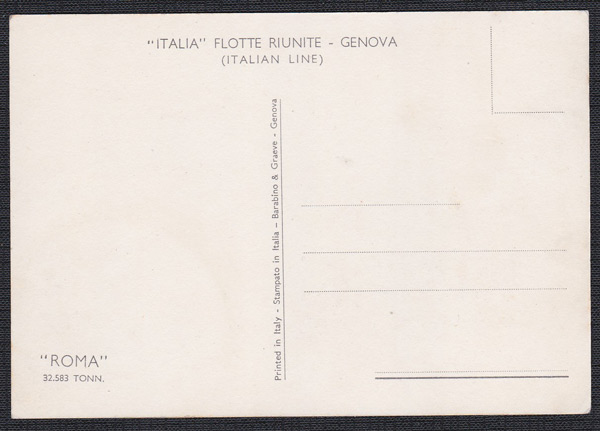 "ITALIA" FLOTTE RIUNITE - GENOVA
(ITALIAN LINE)
Printed in Italy - Stampato in Italia – Barabino & Graeve - Genova
"ROMA"
32.583 TONN.